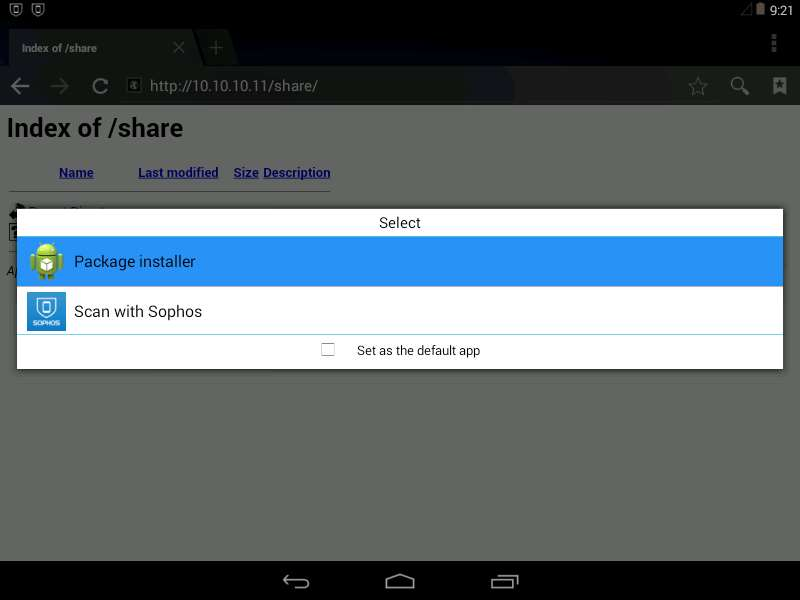 9:21
Index of /share
http://10.10.10.11/share/
Index of /share
Name Last modified Size Description
Select
Package installer
SOPHOS
Scan with Sophos
Set as the default app